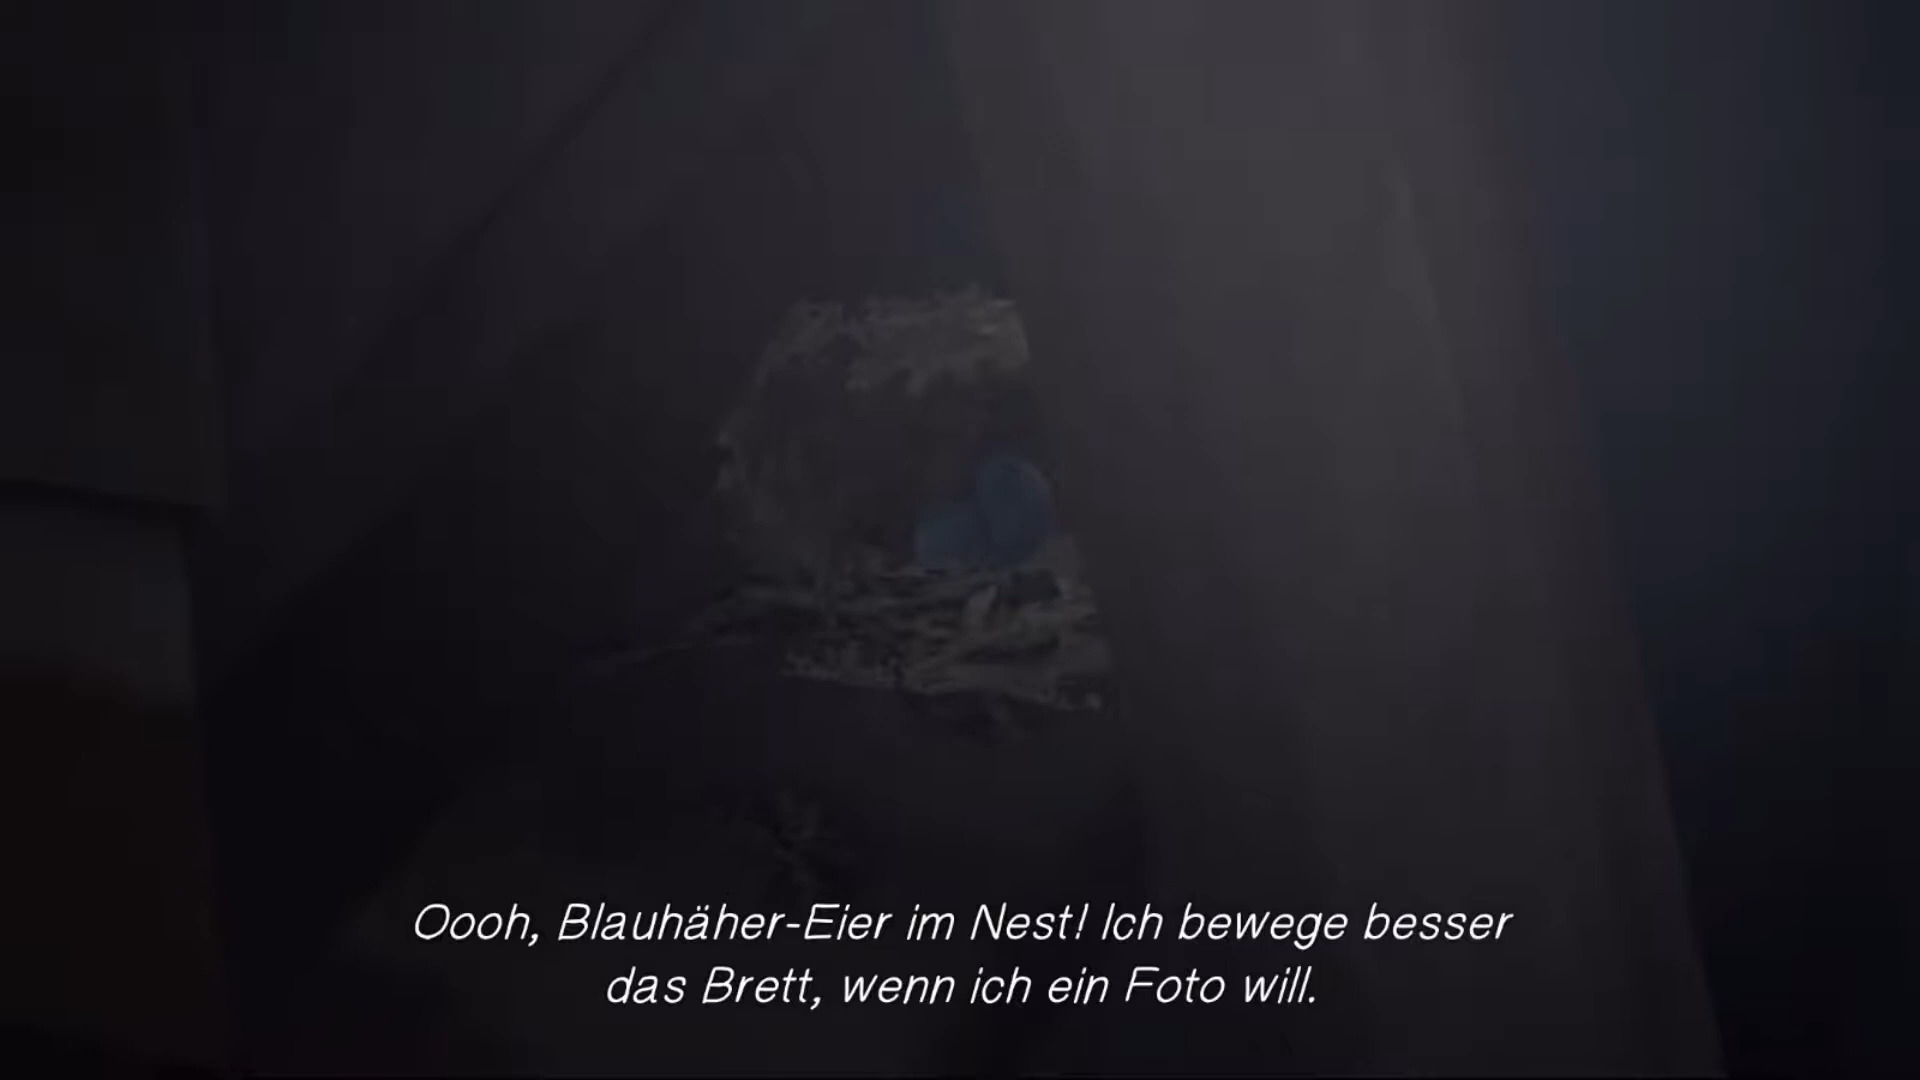 Oooh, Blauhäher-Eier im Nest! Ich bewege besser
das Brett, wenn ich ein Foto will.